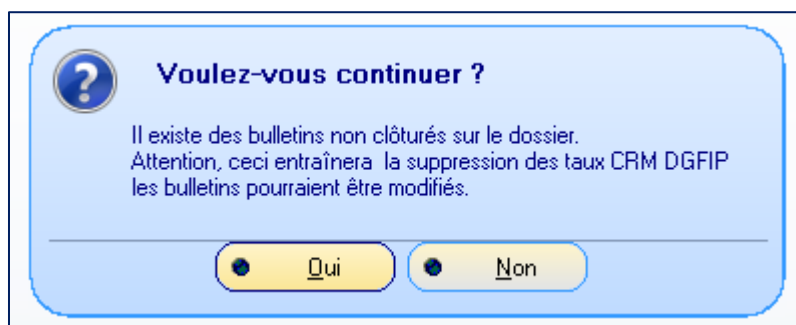 Voulez-vous continuer ?
Il existe des bulletins non clôturés sur le dossier.
Attention, ceci entraînera la suppression des taux CRM DGFIP
les bulletins pourraient être modifiés.
Oui
Non